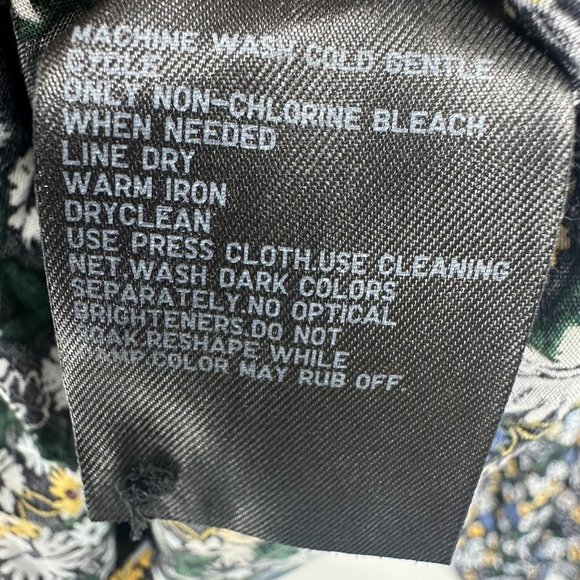 MACHINE WASH COLD GENTLE
CYCLE
ONLY NON-CHLORINE BLEACH
WHEN NEEDED
LINE DRY
WARM IRON
DRYCLEAN
USE PRESS CLOTH.USE CLEANING
NET.WASH DARK COLORS
SEPARATELY.NO OPTICAL
BRIGHTENERS.DO NOT
SOAK.RESHAPE WHILE
DAMP.COLOR MAY RUB OFF.